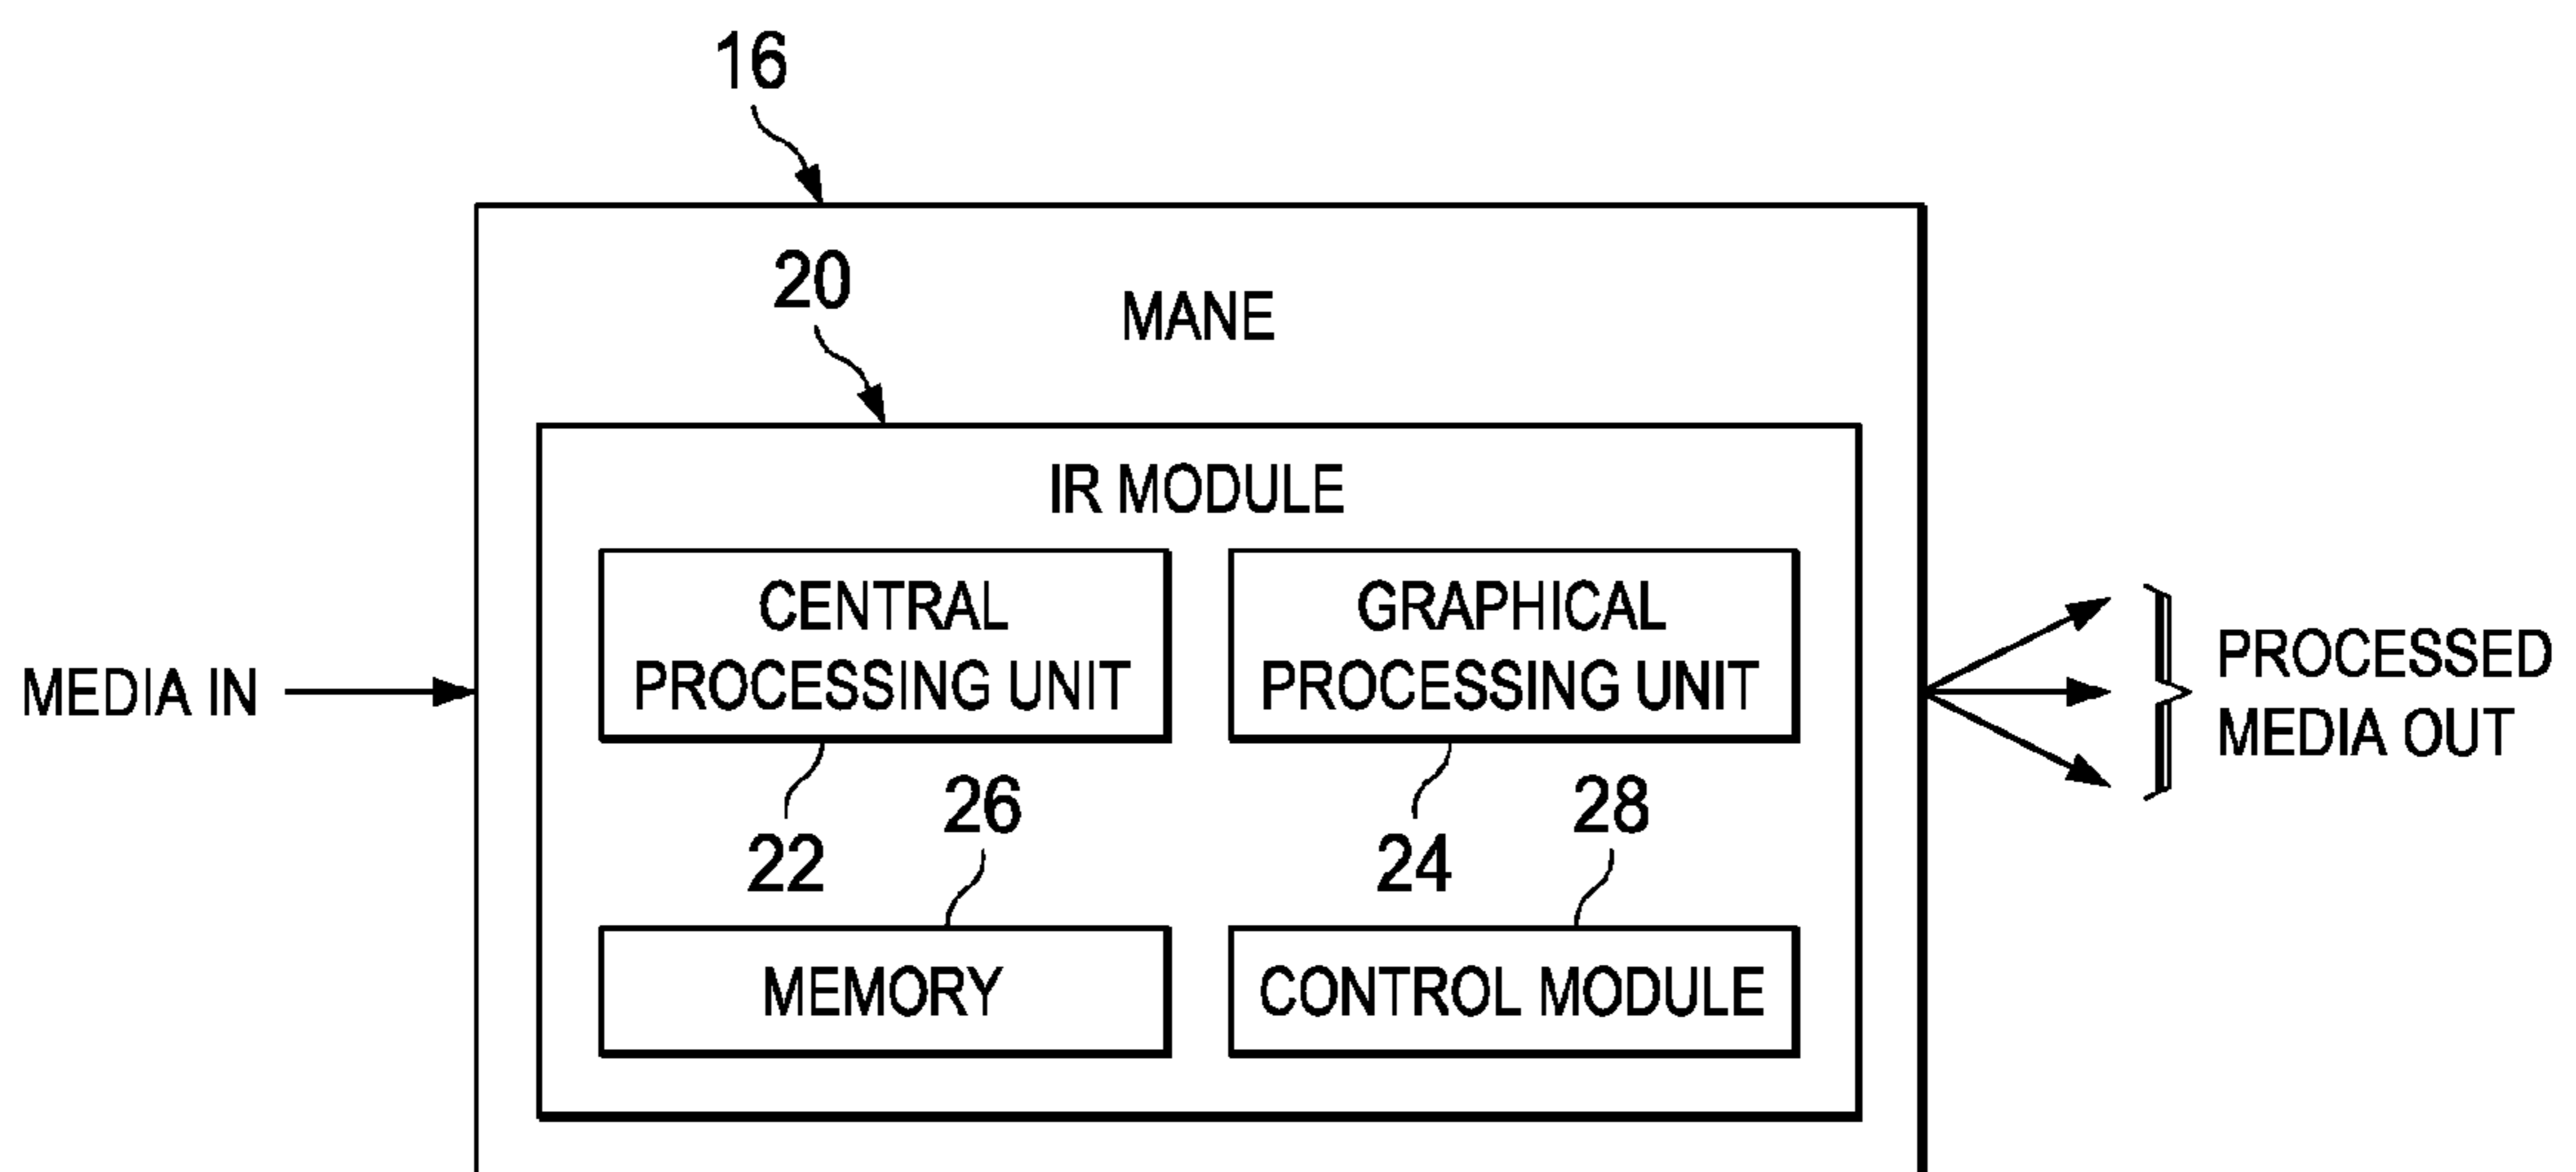 16
20
MANE
IR MODULE
CENTRAL
PROCESSING UNIT
GRAPHICAL
PROCESSING UNIT
MEDIA IN
PROCESSED
MEDIA OUT
22
26
24
28
MEMORY
CONTROL MODULE